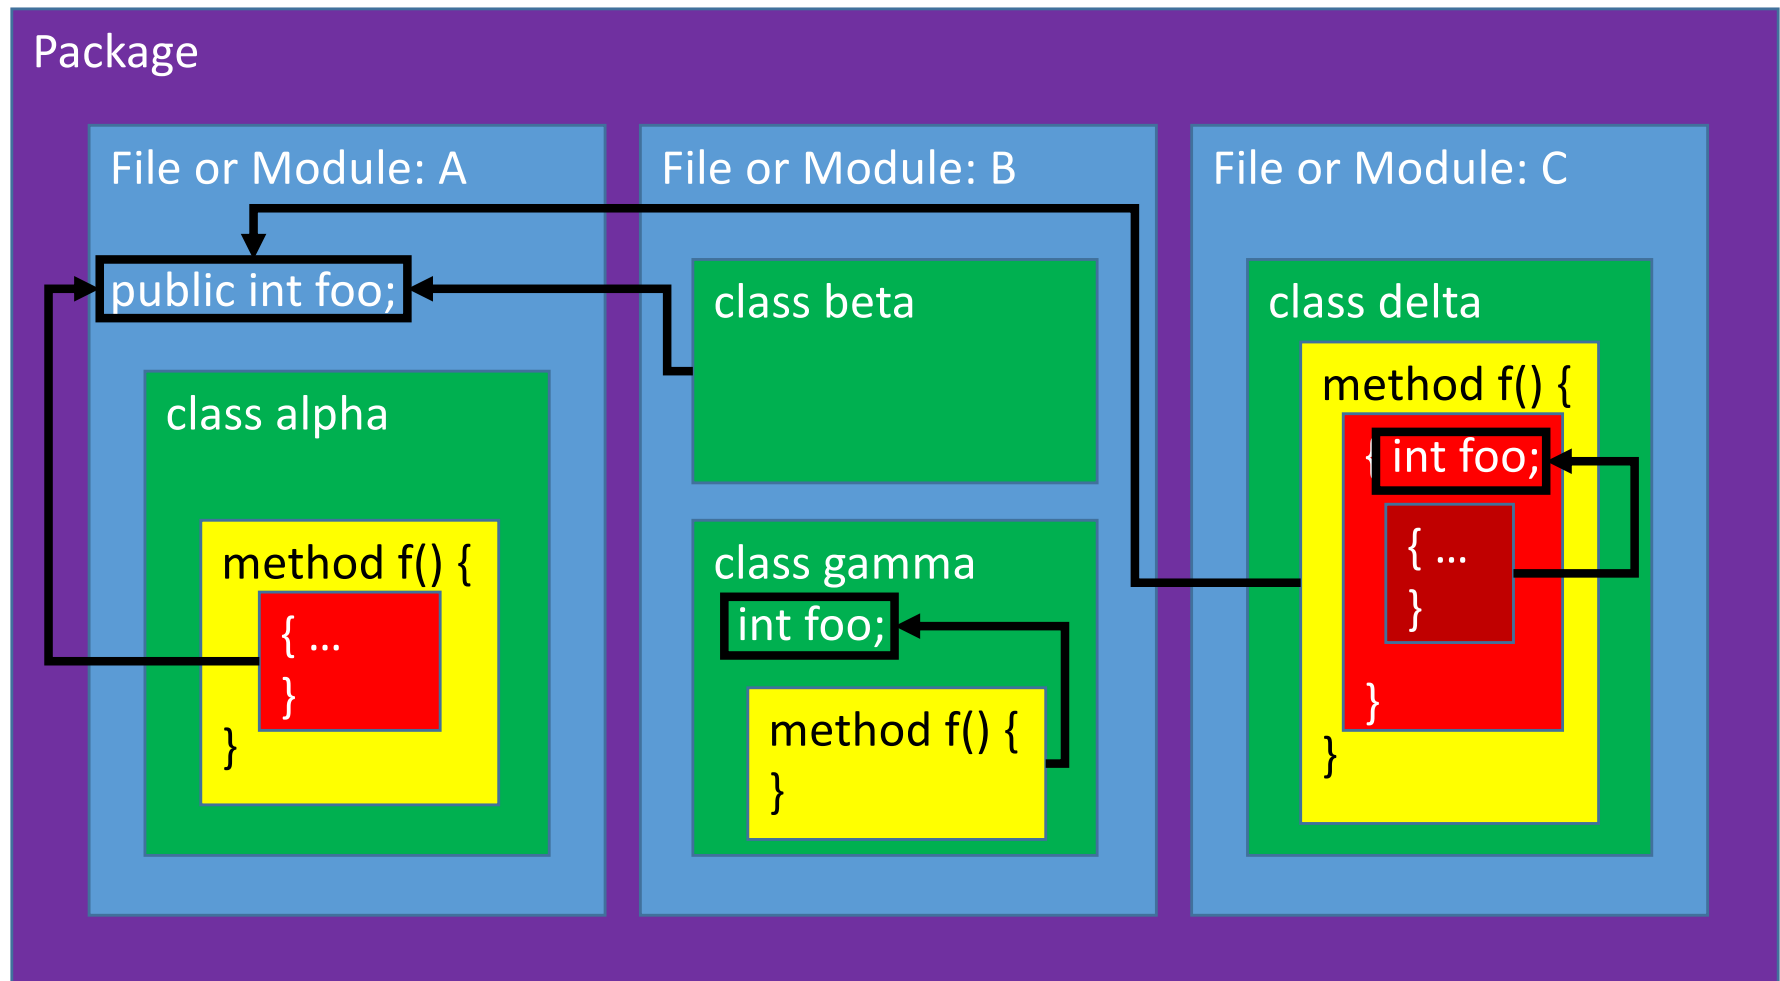 Package
File or Module: A
public int foo;
class alpha
method f() {
{ ...
}
}
File or Module: B
class beta
class gamma
int foo;
method f() {
}
File or Module: C
class delta
method f() {
{ int foo;
{ ...
}
}
}